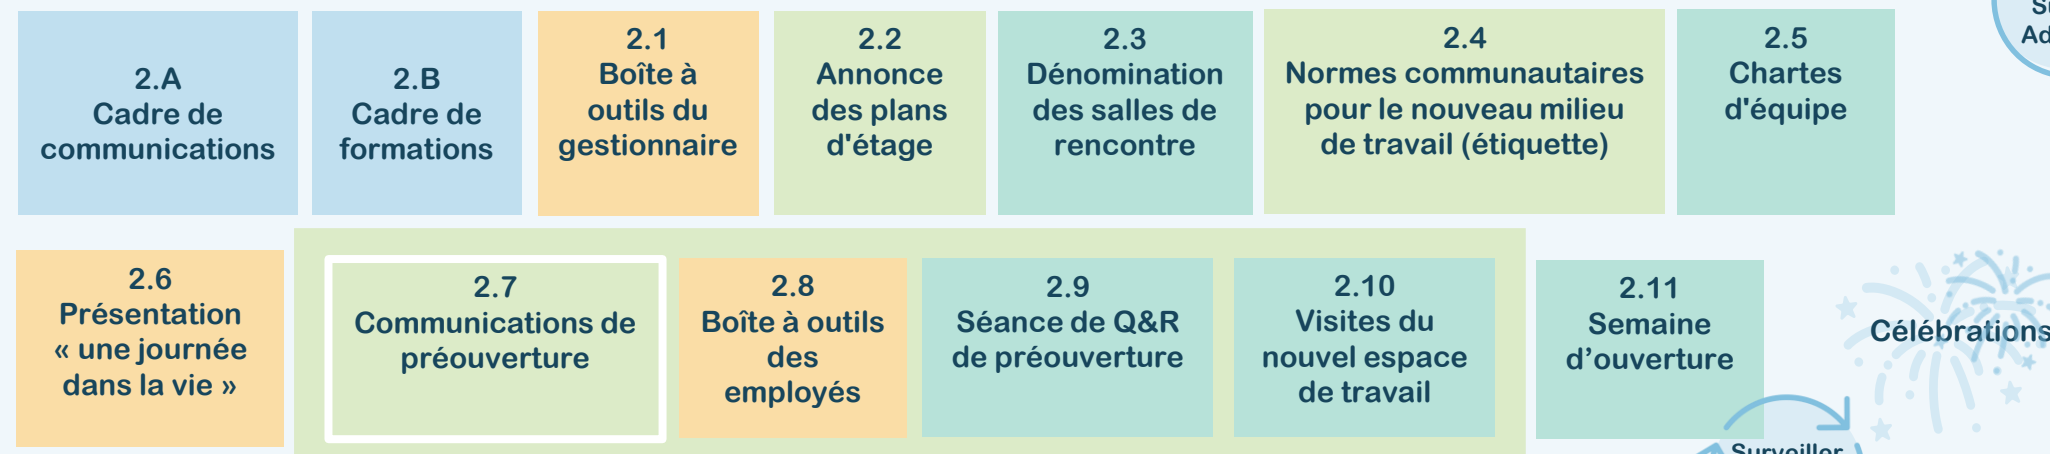 2.A
Cadre de
communications
2.B
Cadre de
formations
2.1
Boîte à
outils du
gestionnaire
2.2
Annonce
des plans
d'étage
2.3
Dénomination
des salles de
rencontre
2.4
Normes communautaires
pour le nouveau milieu
de travail (étiquette)
2.5
Chartes
d'équipe
2.6
Présentation
« une journée
dans la vie »
2.7
Communications de
préouverture
2.8
Boîte à outils
des
employés
2.9
Séance de Q&R
de préouverture
2.10
Visites du
nouvel espace
de travail
2.11
Semaine
d’ouverture
Célébrations
Surveiller